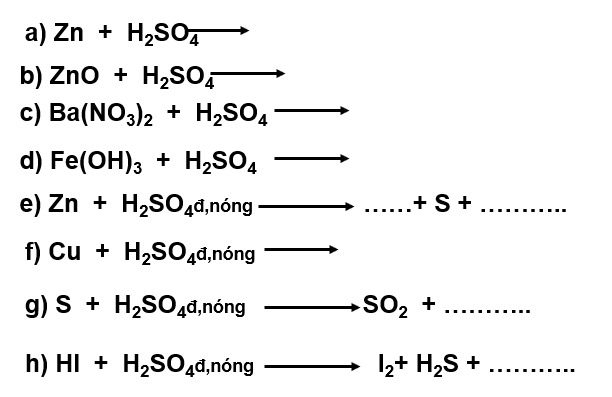 a) Zn + H₂SO₄ ⟶
b) ZnO + H₂SO₄ ⟶
c) Ba(NO₃)₂ + H₂SO₄ ⟶
d) Fe(OH)₃ + H₂SO₄ ⟶
e) Zn + H₂SO₄đ,nóng ⟶ ......+ S + ...........
f) Cu + H₂SO₄đ,nóng ⟶
g) S + H₂SO₄đ,nóng ⟶ SO₂ + ...........
h) HI + H₂SO₄đ,nóng ⟶ I₂+ H₂S + ...........